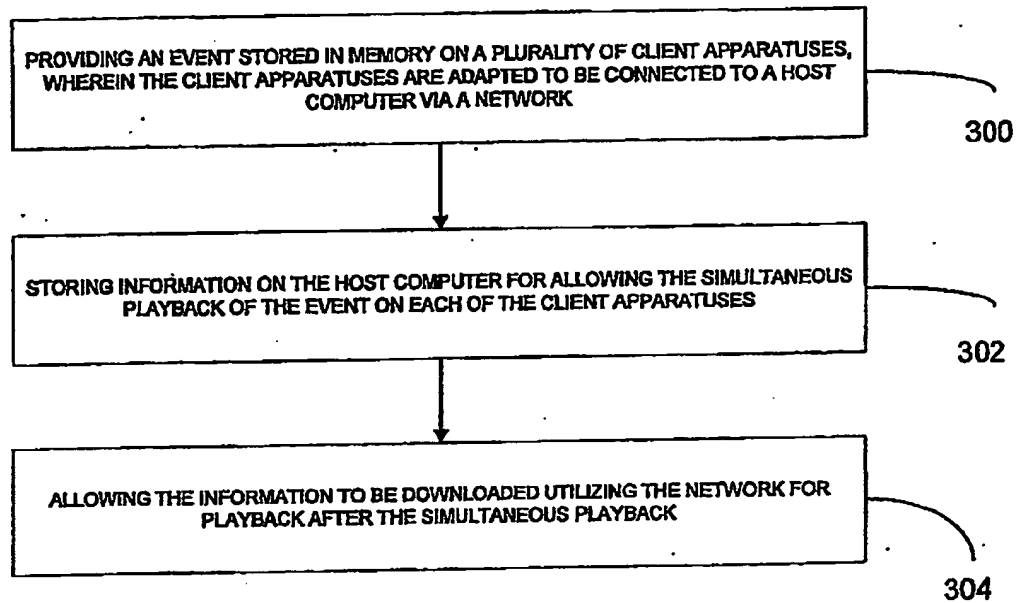 PROVIDING AN EVENT STORED IN MEMORY ON A PLURALITY OF CLIENT APPARATUSES,
WHEREIN THE CLIENT APPARATUSES ARE ADAPTED TO BE CONNECTED TO A HOST
COMPUTER VIA A NETWORK
300
STORING INFORMATION ON THE HOST COMPUTER FOR ALLOWING THE SIMULTANEOUS
PLAYBACK OF THE EVENT ON EACH OF THE CLIENT APPARATUSES
302
ALLOWING THE INFORMATION TO BE DOWNLOADED UTILIZING THE NETWORK FOR
PLAYBACK AFTER THE SIMULTANEOUS PLAYBACK
304